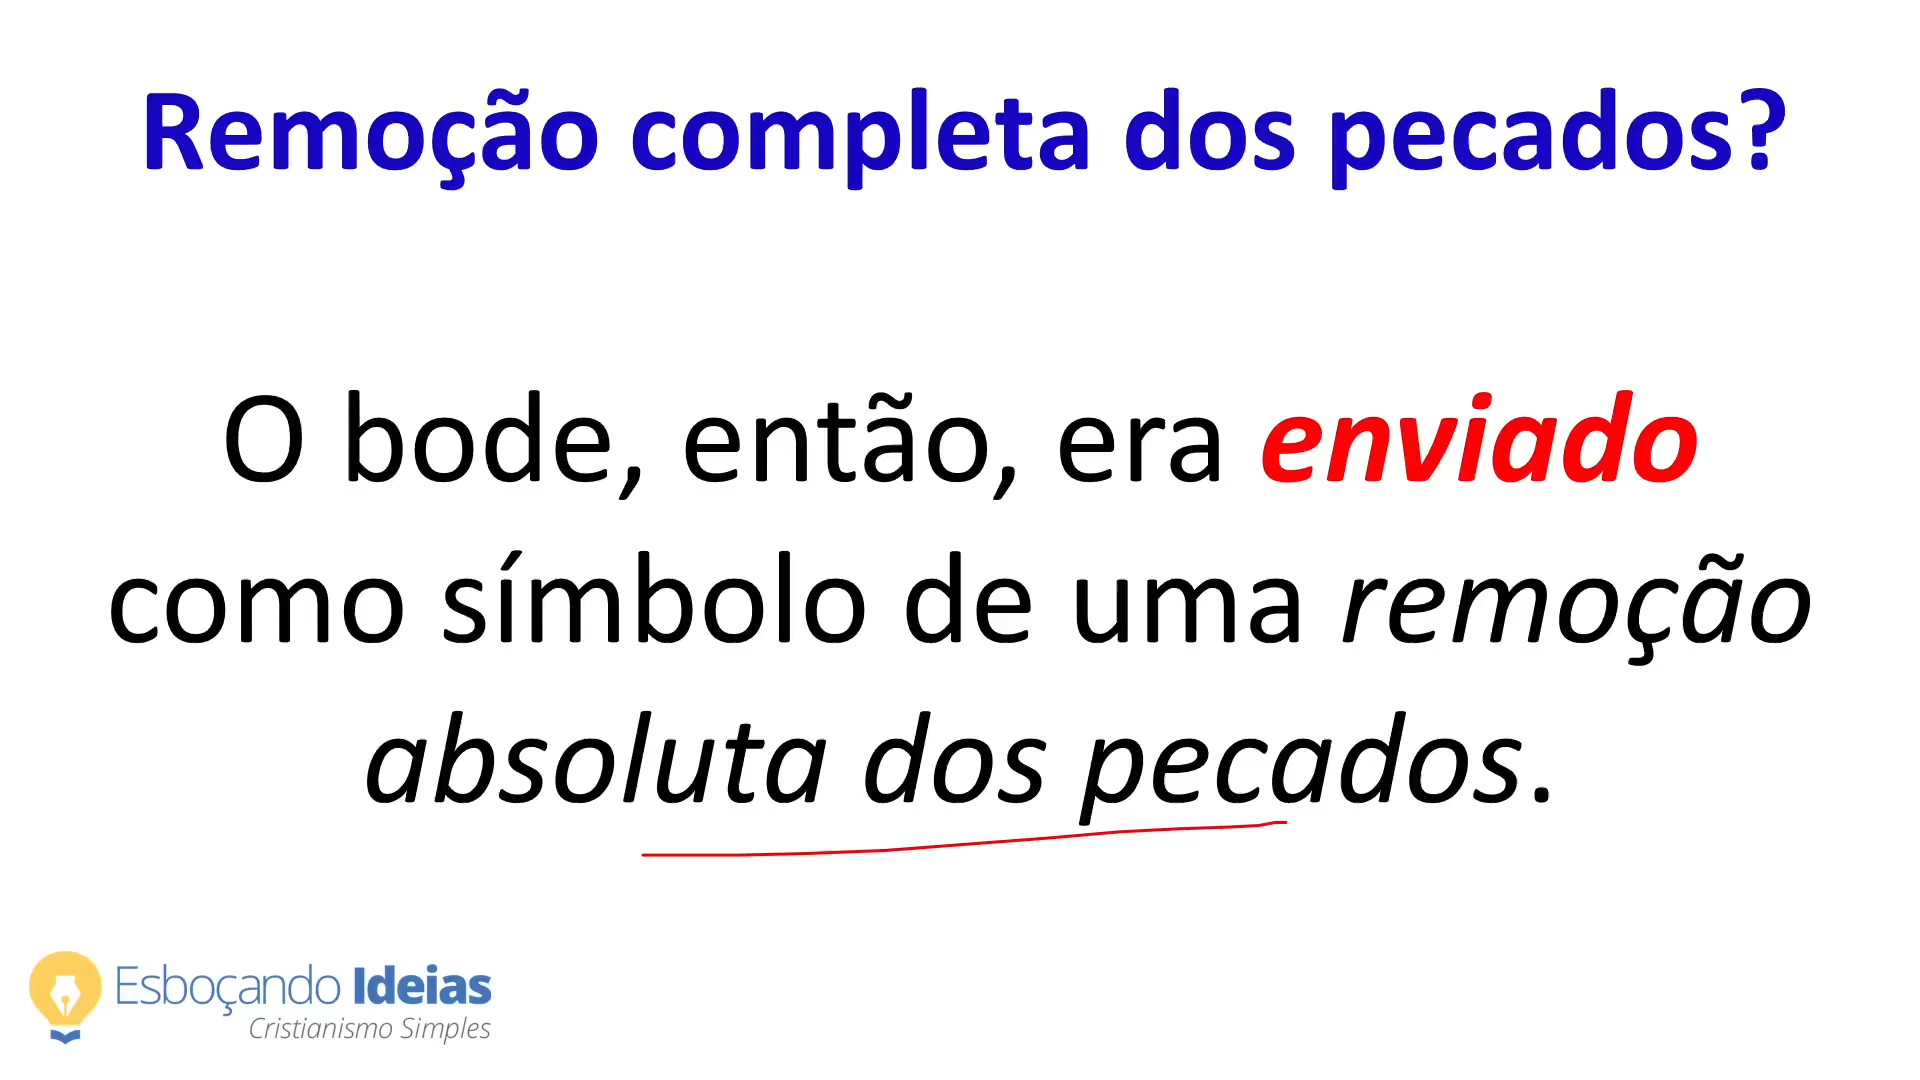 Remoção completa dos pecados?
O bode, então, era enviado
como símbolo de uma remoção
absoluta dos pecados.
Esboçando Ideias
Cristianismo Simples